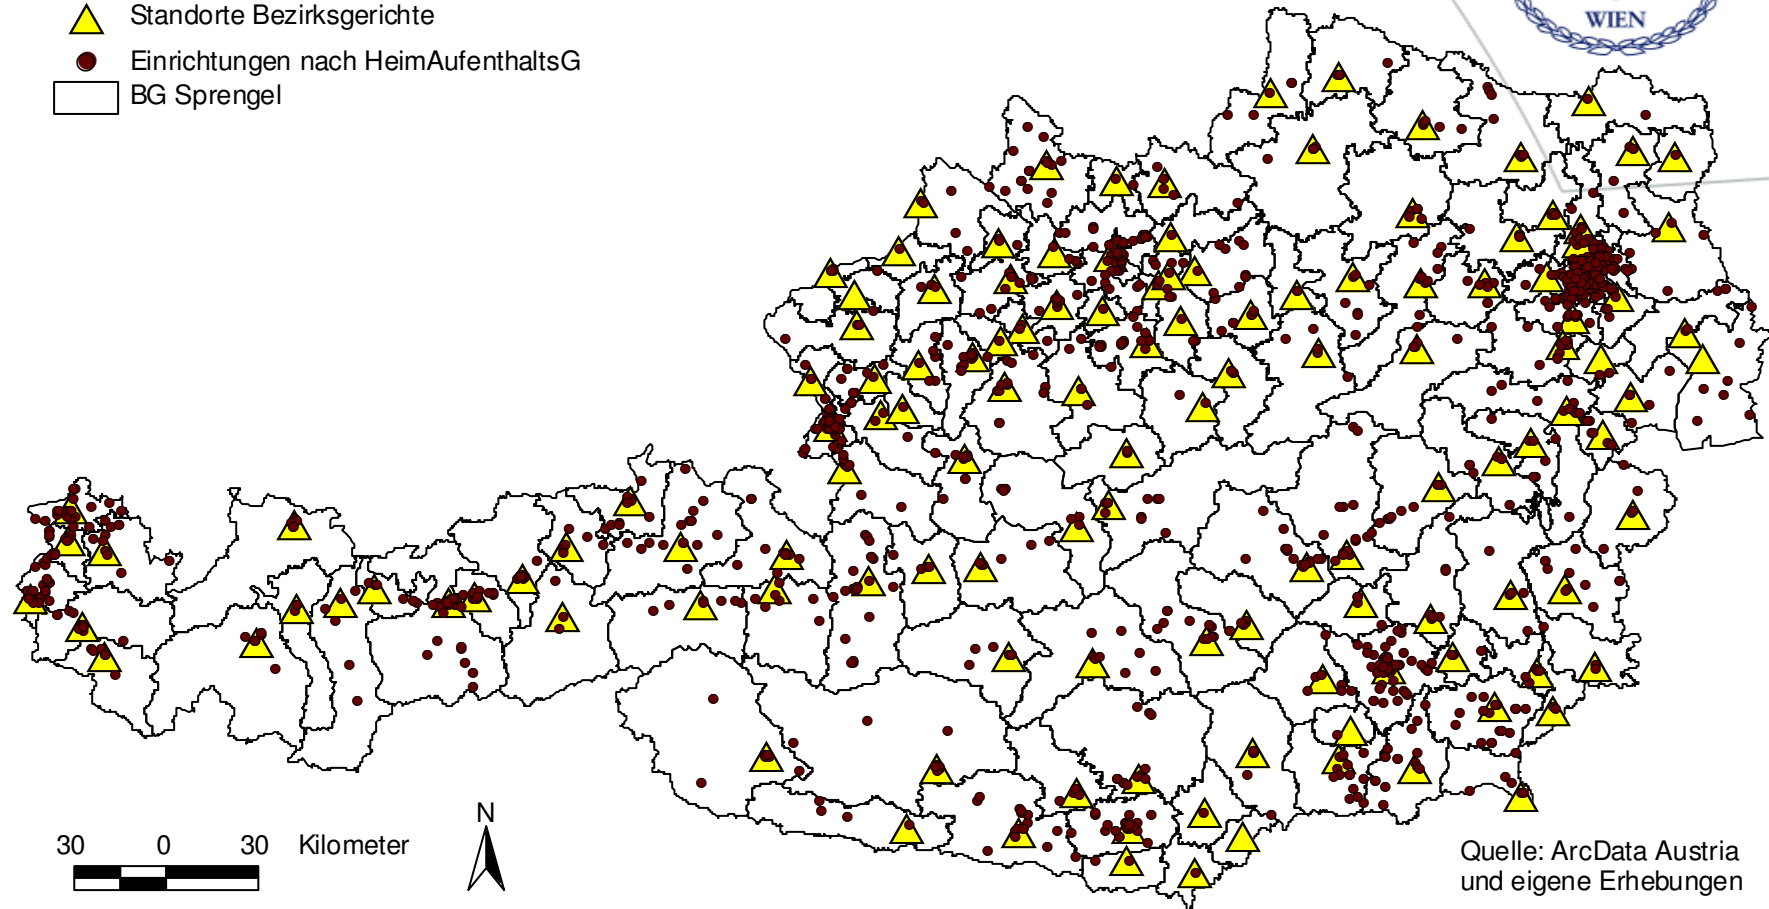 WIEN
Standorte Bezirksgerichte
Einrichtungen nach HeimAufenthaltsG
BG Sprengel
N
30 0 30 Kilometer
Quelle: ArcData Austria
und eigene Erhebungen